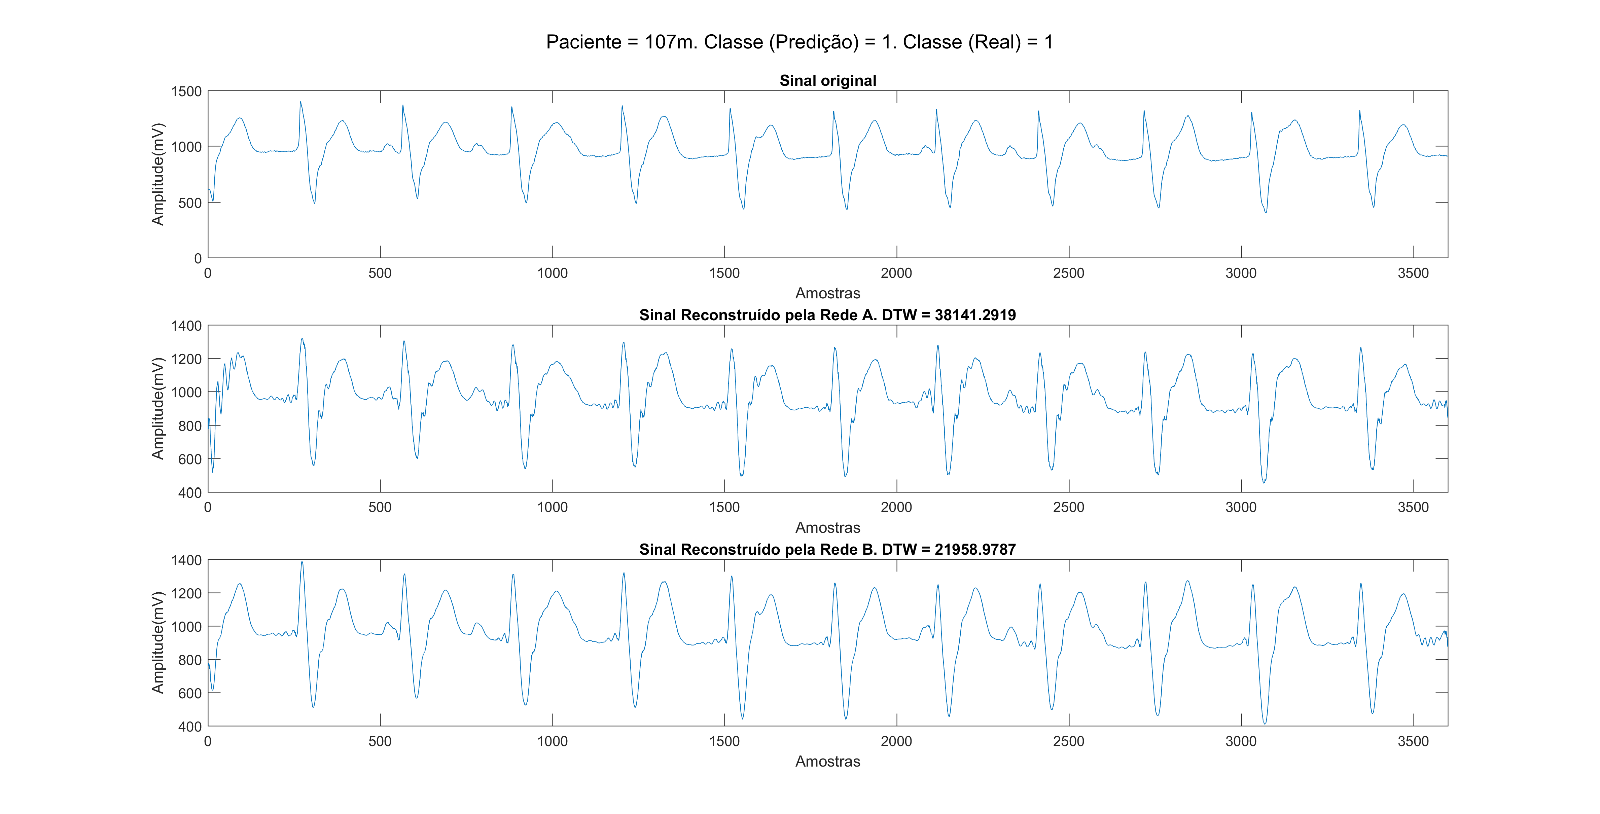 Paciente = 107m. Classe (Predição) = 1. Classe (Real) = 1
Sinal original
1500
1000
500
0
Amplitude(mV)
0 500 1000 1500 2000 2500 3000 3500
Amostras
Sinal Reconstruído pela Rede A. DTW = 38141.2919
1400
1200
1000
800
600
400
Amplitude(mV)
0 500 1000 1500 2000 2500 3000 3500
Amostras
Sinal Reconstruído pela Rede B. DTW = 21958.9787
1400
1200
1000
800
600
400
Amplitude(mV)
0 500 1000 1500 2000 2500 3000 3500
Amostras